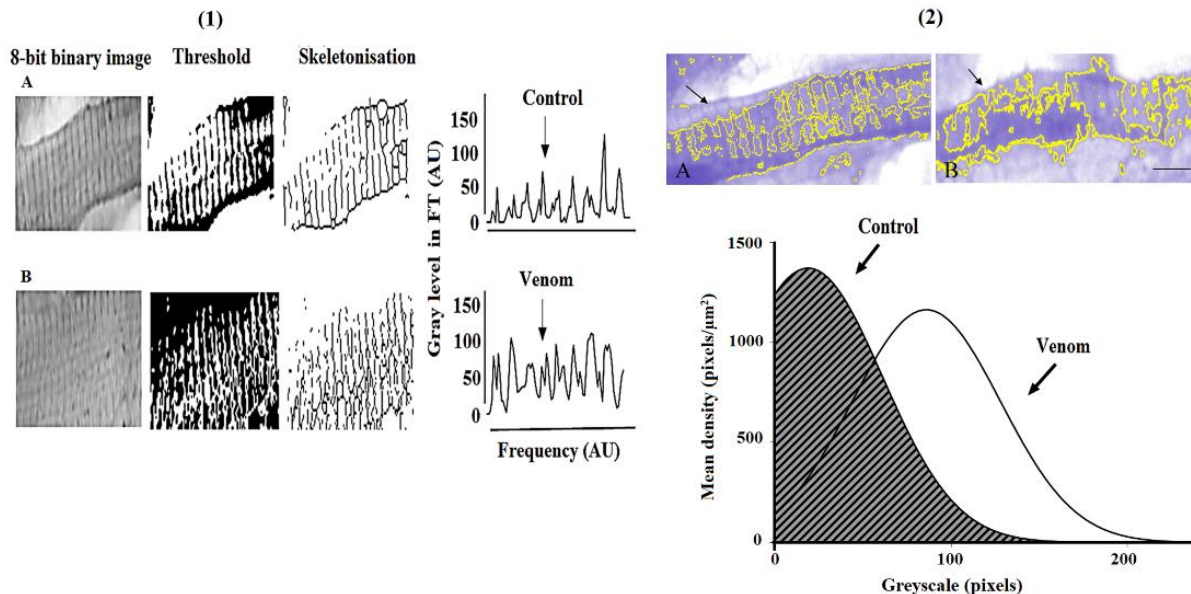 (1)
8-bit binary image Threshold Skeletonisation
A
B
Gray level in FT (AU)
Control
150
100
50
0
Venom
150
100
50
0
Frequency (AU)
(2)
A
B
Control
Venom
Mean density (pixels/µm²)
1500
1000
500
0
0 100 200
Greyscale (pixels)